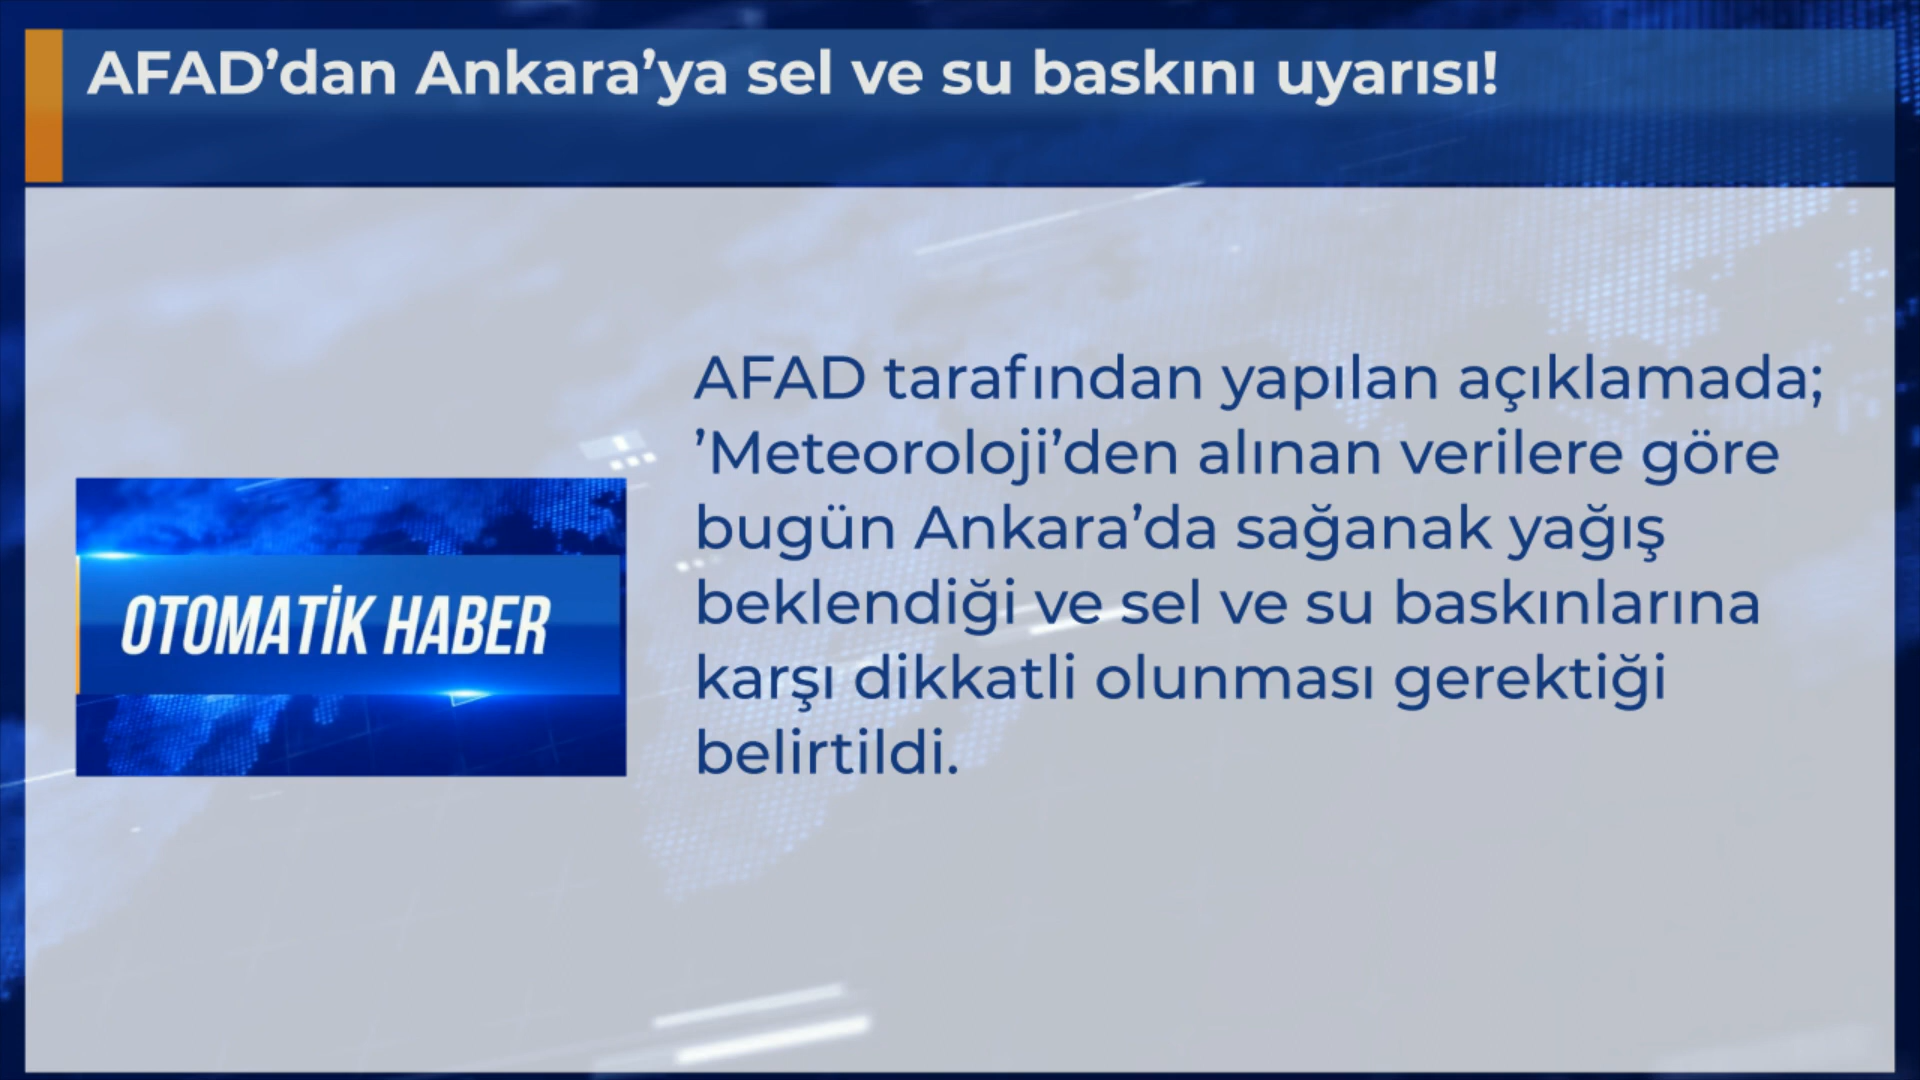 AFAD’dan Ankara’ya sel ve su baskını uyarısı!
OTOMATİK HABER
AFAD tarafından yapılan açıklamada;
’Meteoroloji’den alınan verilere göre
bugün Ankara’da sağanak yağış
beklendiği ve sel ve su baskınlarına
karşı dikkatli olunması gerektiği
belirtildi.